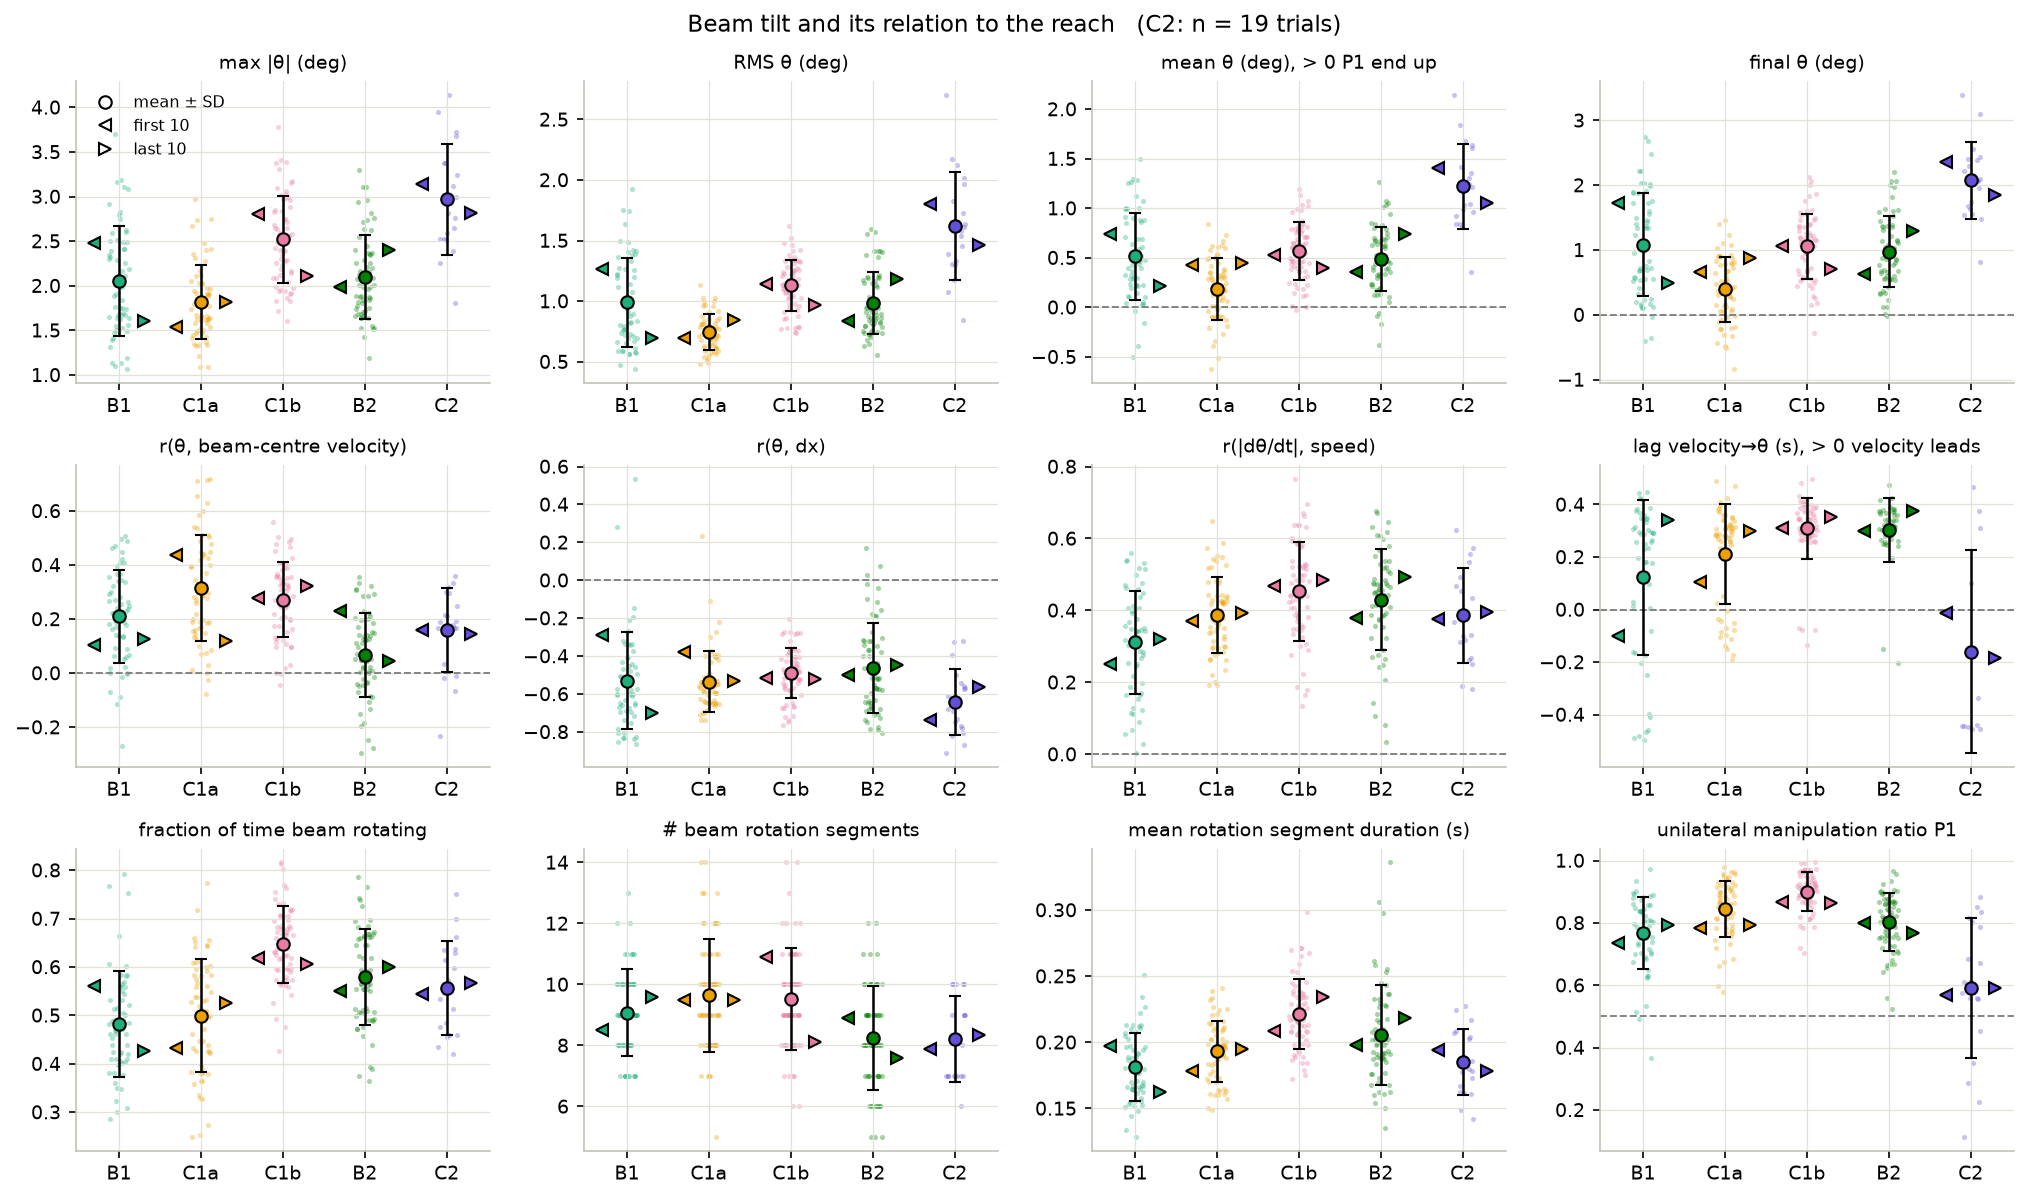 Beam tilt and its relation to the reach   (C2: n = 19 trials)
max |θ| (deg)
mean ± SD
first 10
last 10
4.0
3.5
3.0
2.5
2.0
1.5
1.0
B1 C1a C1b B2 C2
RMS θ (deg)
2.5
2.0
1.5
1.0
0.5
B1 C1a C1b B2 C2
mean θ (deg), > 0 P1 end up
2.0
1.5
1.0
0.5
0.0
−0.5
B1 C1a C1b B2 C2
final θ (deg)
3
2
1
0
−1
B1 C1a C1b B2 C2
r(θ, beam-centre velocity)
0.6
0.4
0.2
0.0
−0.2
B1 C1a C1b B2 C2
r(θ, dx)
0.6
0.4
0.2
0.0
−0.2
−0.4
−0.6
−0.8
B1 C1a C1b B2 C2
r(|dθ/dt|, speed)
0.8
0.6
0.4
0.2
0.0
B1 C1a C1b B2 C2
lag velocity→θ (s), > 0 velocity leads
0.4
0.2
0.0
−0.2
−0.4
B1 C1a C1b B2 C2
fraction of time beam rotating
0.8
0.7
0.6
0.5
0.4
0.3
B1 C1a C1b B2 C2
# beam rotation segments
14
12
10
8
6
B1 C1a C1b B2 C2
mean rotation segment duration (s)
0.30
0.25
0.20
0.15
B1 C1a C1b B2 C2
unilateral manipulation ratio P1
1.0
0.8
0.6
0.4
0.2
B1 C1a C1b B2 C2